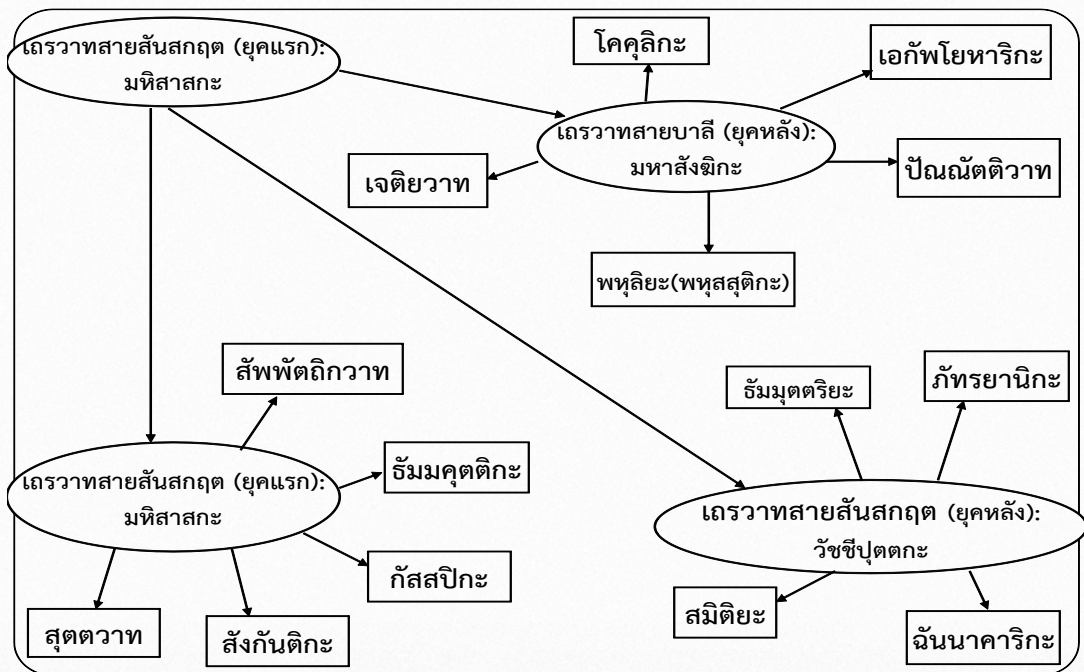 โคคุลิกะ
เถรวาทสายสันสกฤต (ยุคแรก):
มหิสาสกะ
เอกัพโยหาริกะ
เถรวาทสายบาลี (ยุคหลัง):
มหาสังฆิกะ
เจติยวาท
ปัณณัตติวาท
พหุลิยะ(พหุสสุติกะ)
สัพพัตถิกวาท
ธัมมุตตริยะ
ภัทรยานิกะ
เถรวาทสายสันสกฤต (ยุคแรก):
มหิสาสกะ
ธัมมคุตติกะ
เถรวาทสายสันสกฤต (ยุคหลัง):
วัชชีปุตตกะ
กัสสปิกะ
สมิติยะ
สุตตวาท
สังกันติกะ
ฉันนาคาริกะ